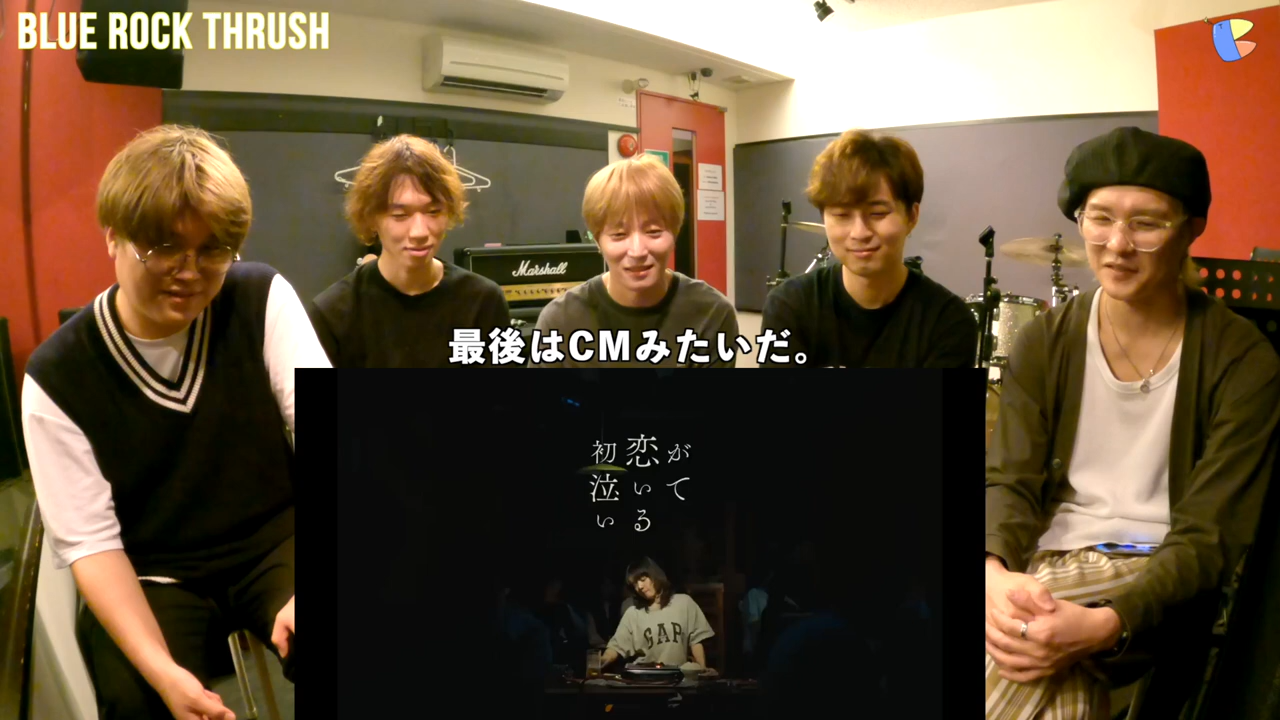 BLUE ROCK THRUSH
Marshall
最後はCMみたいだ。
初恋が
泣いて
いる
GAP